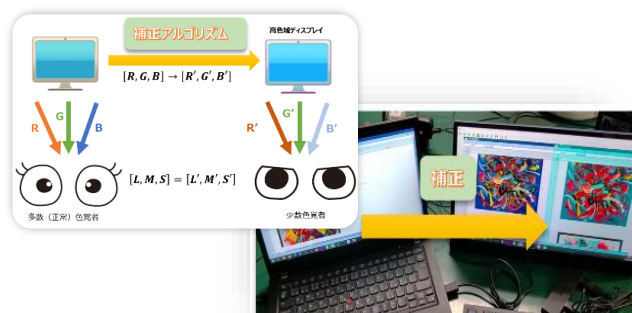 補正アルゴリズム
高色域ディスプレイ
[R, G, B] → [R', G', B']
R
G
B
R'
G'
B'
[L, M, S] = [L', M', S']
多数（正常）色覚者
少数色覚者
補正